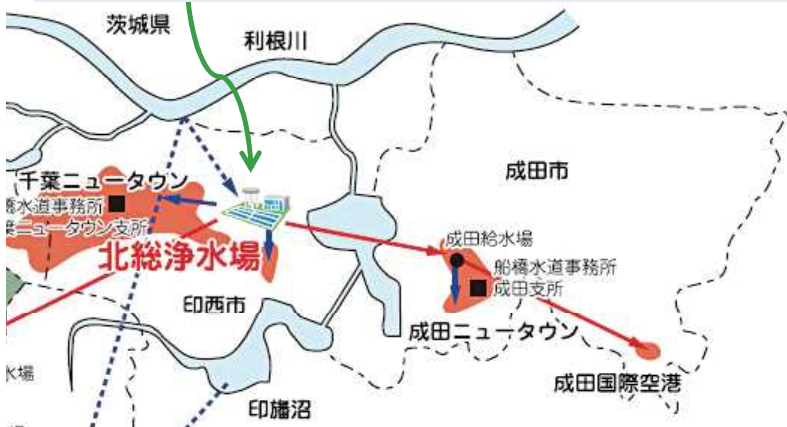 茨城県
利根川
成田市
千葉ニュータウン
橋水道事務所
葉ニュータウン支所
北総浄水場
成田給水場
船橋水道事務所
成田支所
印西市
成田ニュータウン
成田国際空港
水場
印旛沼